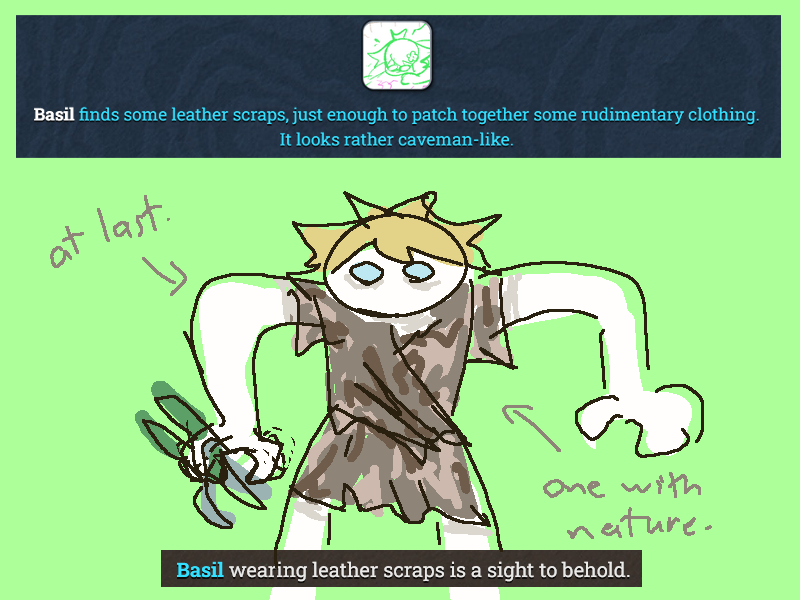 Basil finds some leather scraps, just enough to patch together some rudimentary clothing.
It looks rather caveman-like.
at last.
one with
nature.
Basil wearing leather scraps is a sight to behold.